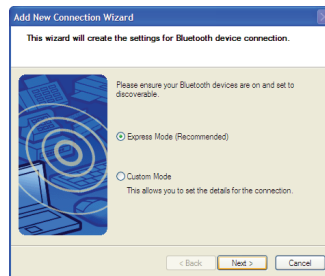 Add New Connection Wizard
This wizard will create the settings for Bluetooth device connection.
Please ensure your Bluetooth devices are on and set to
discoverable.
Express Mode (Recommended)
Custom Mode
This allows you to set the details for the connection.
< Back
Next >
Cancel